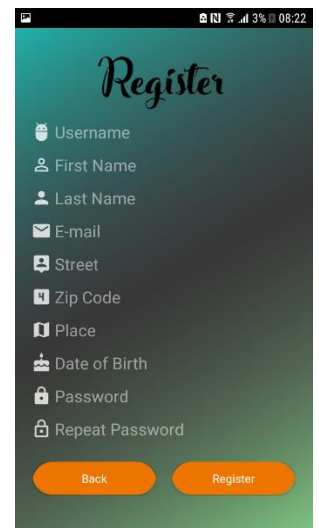 3% 08:22
Register
Username
First Name
Last Name
E-mail
Street
4 Zip Code
Place
Date of Birth
Password
Repeat Password
Back Register